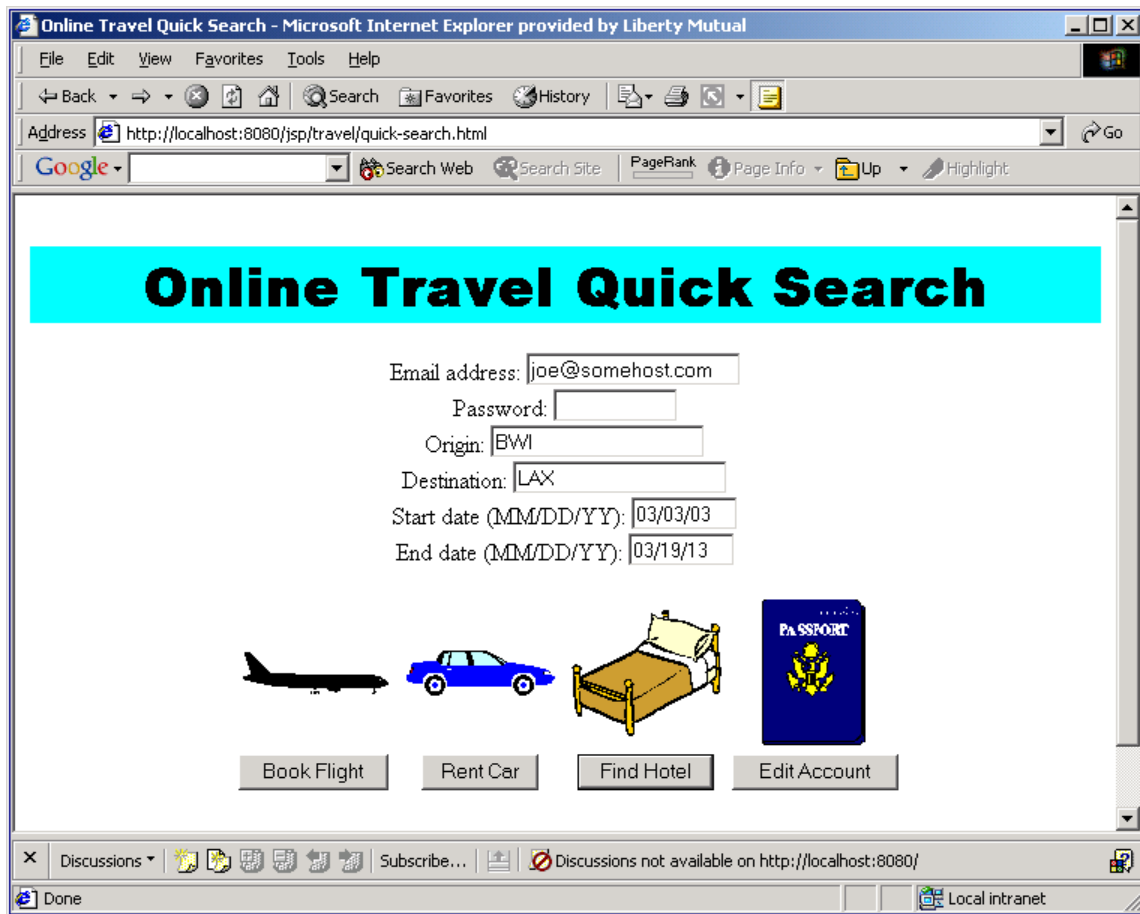 Online Travel Quick Search - Microsoft Internet Explorer provided by Liberty Mutual
File Edit View Favorites Tools Help
Back Search Favorites History
Address http://localhost:8080/jsp/travel/quick-search.html Go
Google Search Web Search Site PageRank Page Info Up Highlight
Online Travel Quick Search
Email address: joe@somehost.com
Password:
Origin: BWI
Destination: LAX
Start date (MM/DD/YY): 03/03/03
End date (MM/DD/YY): 03/19/13
PASSPORT
Book Flight Rent Car Find Hotel Edit Account
Discussions Subscribe... Discussions not available on http://localhost:8080/
Done Local intranet